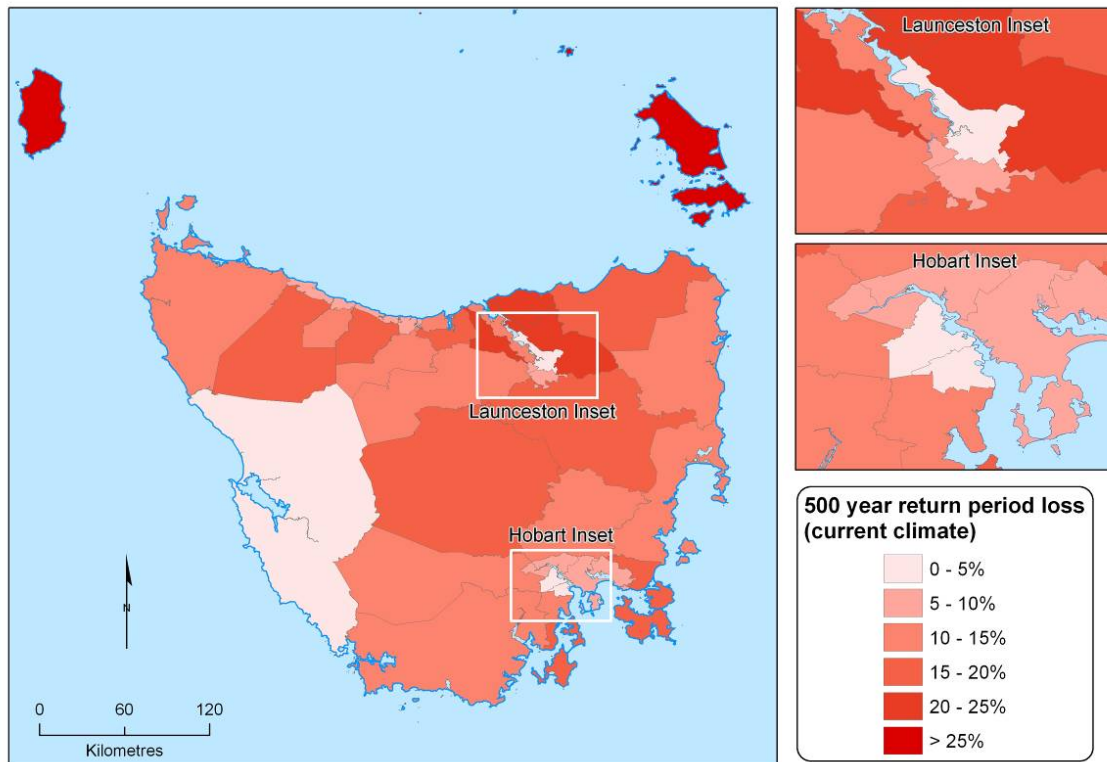 Launceston Inset
Hobart Inset
Launceston Inset
Hobart Inset
N
0 60 120
Kilometres
500 year return period loss
(current climate)
0 - 5%
5 - 10%
10 - 15%
15 - 20%
20 - 25%
> 25%